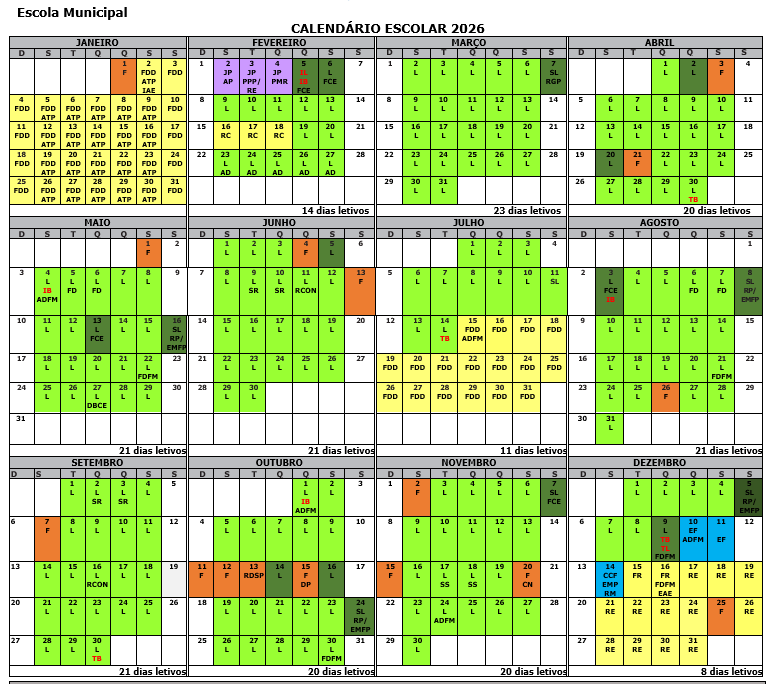 Escola Municipal
CALENDÁRIO ESCOLAR 2026
JANEIRO
D S T Q Q S S
1 2 3
F FDD FDD
ATP
IAE
4 5 6 7 8 9 10
FDD FDD FDD FDD FDD FDD FDD
ATP ATP ATP ATP ATP
11 12 13 14 15 16 17
FDD FDD FDD FDD FDD FDD FDD
ATP ATP ATP ATP ATP
18 19 20 21 22 23 24
FDD FDD FDD FDD FDD FDD FDD
ATP ATP ATP ATP ATP
25 26 27 28 29 30 31
FDD FDD FDD FDD FDD FDD FDD
ATP ATP ATP ATP ATP
FEVEREIRO
D S T Q Q S S
1 2 3 4 5 6 7
JP JP JP IL L
AP PPP/ PMR IB FCE
RE FCE
8 9 10 11 12 13 14
L L L L L
15 16 17 18 19 20 21
RC RC RC L L
22 23 24 25 26 27 28
L L L L L
AD AD AD AD AD
14 dias letivos
MARÇO
D S T Q Q S S
1 2 3 4 5 6 7
L L L L L SL
RGP
8 9 10 11 12 13 14
L L L L L
15 16 17 18 19 20 21
L L L L L
22 23 24 25 26 27 28
L L L L L
29 30 31
L L
23 dias letivos
ABRIL
D S T Q Q S S
1 2 3 4
L L F
5 6 7 8 9 10 11
L L L L L
12 13 14 15 16 17 18
L L L L L
19 20 21 22 23 24 25
L F L L L
26 27 28 29 30
L L L L
TB
20 dias letivos
MAIO
D S T Q Q S S
1 2
F
3 4 5 6 7 8 9
L L L L L
IB FD FD
ADFM
10 11 12 13 14 15 16
L L L L L SL
FCE RP/
EMFP
17 18 19 20 21 22 23
L L L L L
FDFM
24 25 26 27 28 29 30
L L L L L
DBCE
31
21 dias letivos
JUNHO
D S T Q Q S S
1 2 3 4 5 6
L L L F L
7 8 9 10 11 12 13
L L L L L F
SR SR RCON
14 15 16 17 18 19 20
L L L L L
21 22 23 24 25 26 27
L L L L L
28 29 30
L L
21 dias letivos
JULHO
D S T Q Q S S
1 2 3 4
L L L
5 6 7 8 9 10 11
L L L L L SL
12 13 14 15 16 17 18
L L FDD FDD FDD FDD
TB ADFM
19 20 21 22 23 24 25
FDD FDD FDD FDD FDD FDD FDD
26 27 28 29 30 31
FDD FDD FDD FDD FDD FDD
11 dias letivos
AGOSTO
D S T Q Q S S
1
2 3 4 5 6 7 8
L L L L L SL
FCE FD FD RP/
IB EMFP
9 10 11 12 13 14 15
L L L L L
16 17 18 19 20 21 22
L L L L L
FDFM
23 24 25 26 27 28 29
L L F L L
30 31
L
21 dias letivos
SETEMBRO
D S T Q Q S S
1 2 3 4 5
L L L L
SR SR
6 7 8 9 10 11 12
F L L L L
13 14 15 16 17 18 19
L L L L L
RCON
20 21 22 23 24 25 26
L L L L L
27 28 29 30
L L L
TB
21 dias letivos
OUTUBRO
D S T Q Q S S
1 2 3
L L
IB
ADFM
4 5 6 7 8 9 10
L L L L L
11 12 13 14 15 16 17
F F RDSP L F L
DP
18 19 20 21 22 23 24
L L L L L SL
RP/
EMFP
25 26 27 28 29 30 31
L L L L L
FDFM
20 dias letivos
NOVEMBRO
D S T Q Q S S
1 2 3 4 5 6 7
F L L L L SL
FCE
8 9 10 11 12 13 14
L L L L L
15 16 17 18 19 20 21
F L L L L F
SS SS CN
22 23 24 25 26 27 28
L L L L L
ADFM
29 30
L
20 dias letivos
DEZEMBRO
D S T Q Q S S
1 2 3 4 5
L L L L SL
RP/
EMFP
6 7 8 9 10 11 12
L L L EF
TB ADFM EF
TL
FDFM
13 14 15 16 17 18 19
CCF FR FR RE RE RE
EMP FDFM
RM EAE
20 21 22 23 24 25 26
RE RE RE RE F RE
27 28 29 30 31
RE RE RE RE
8 dias letivos